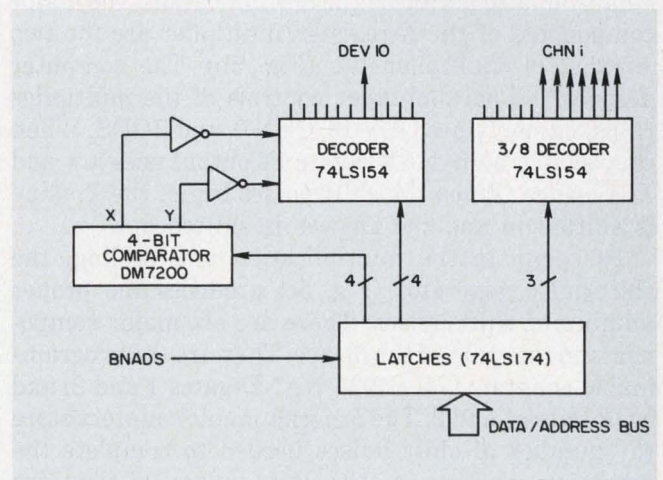 DEV 10
CHN i
DECODER
74LS154
3/8 DECODER
74LS154
X
Y
4-BIT
COMPARATOR
DM7200
4
4
3
BNADS
LATCHES (74LS174)
DATA/ADDRESS BUS